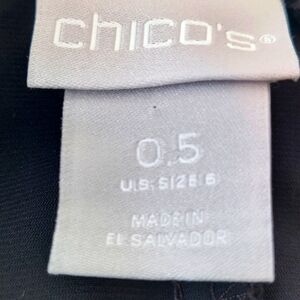 chico's®
0.5
U.S. SIZE 6
MADE IN
EL SALVADOR